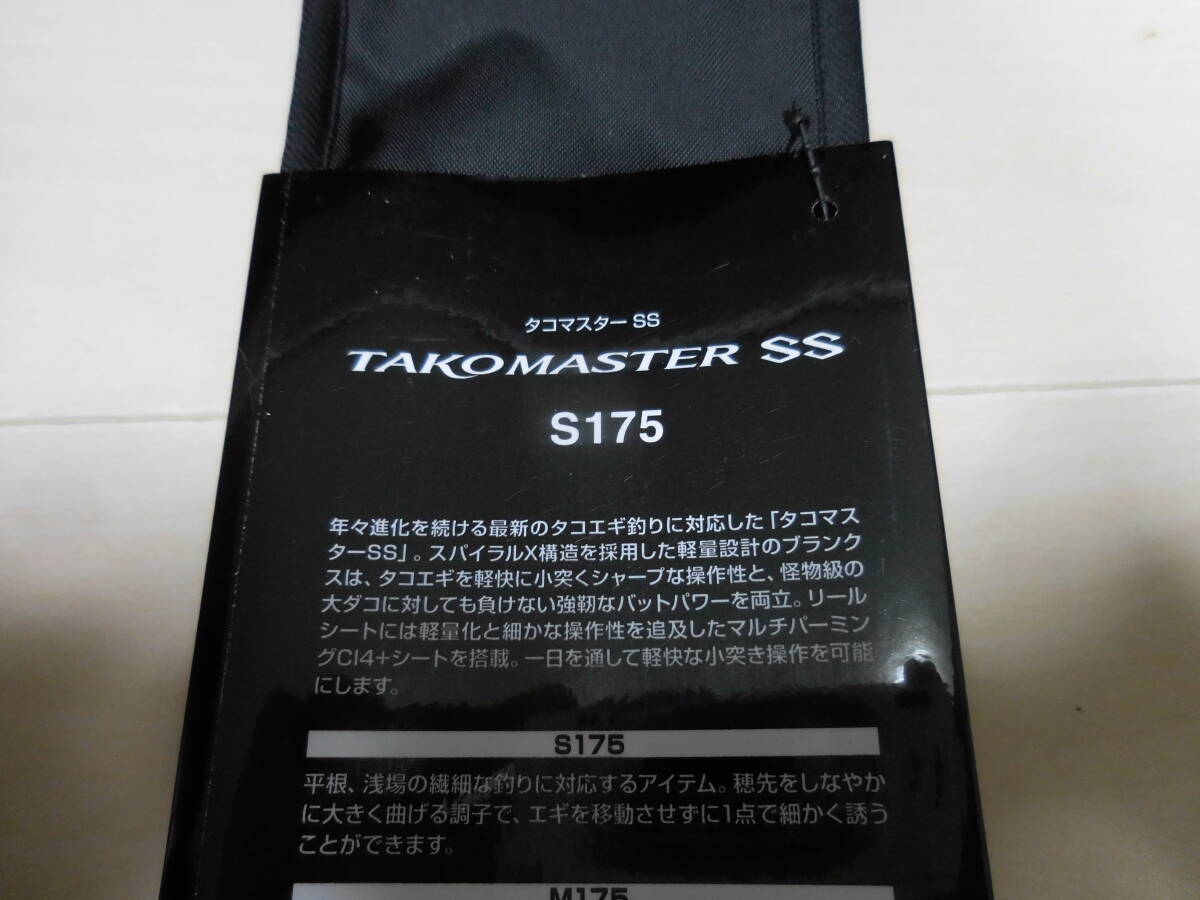 タコマスター SS
TAKOMASTER SS
S175
年々進化を続ける最新のタコエギ釣りに対応した「タコマス
ターSS」。スパイラルX構造を採用した軽量設計のブランク
スは、タコエギを軽快に小突くシャープな操作性と、怪物級の
大ダコに対しても負けない強靭なバットパワーを両立。リール
シートには軽量化と細かな操作性を追及したマルチパーミン
グCI4+シートを搭載。一日を通して軽快な小突き操作を可能
にします。
S175
平根、浅場の繊細な釣りに対応するアイテム。穂先をしなやか
に大きく曲げる調子で、エギを移動させずに1点で細かく誘う
ことができます。
M175